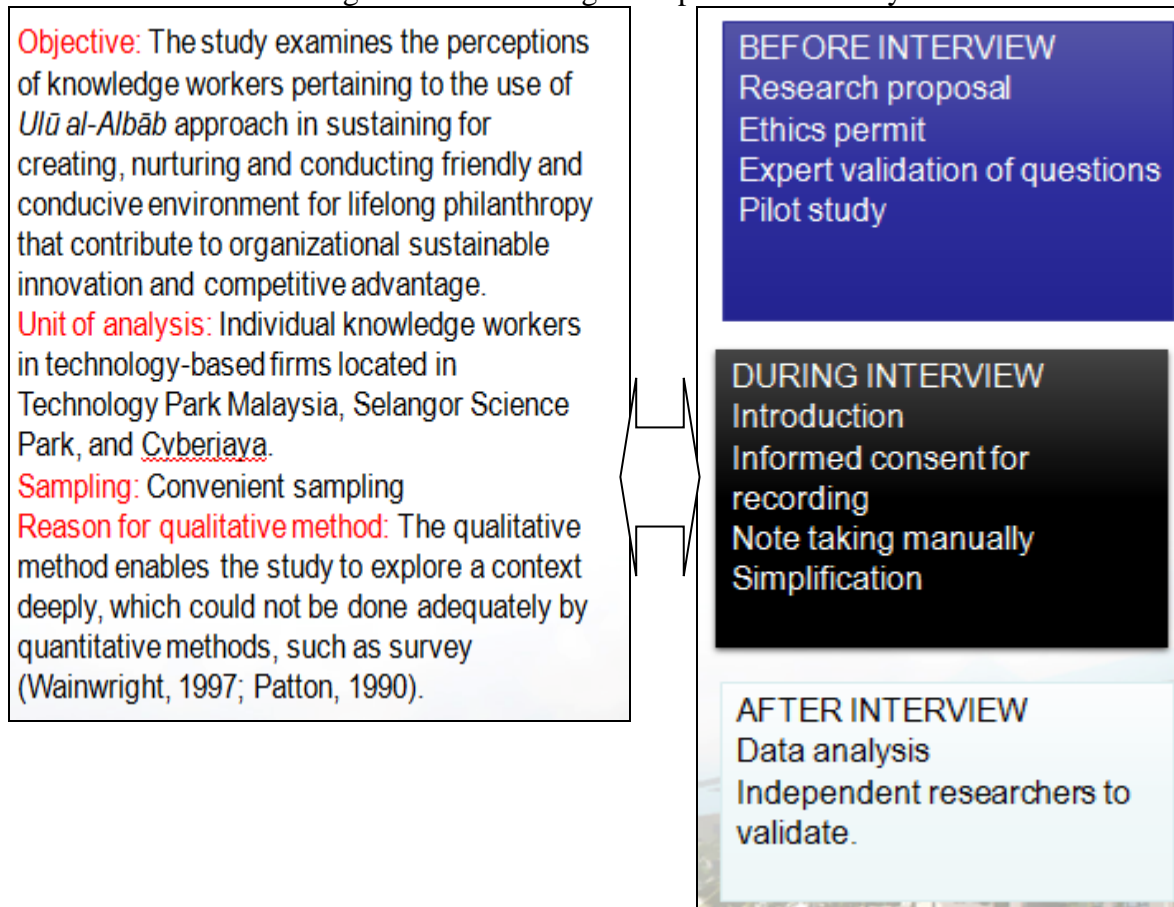 Objective: The study examines the perceptions
of knowledge workers pertaining to the use of
Ulū al-Albāb approach in sustaining for
creating, nurturing and conducting friendly and
conducive environment for lifelong philanthropy
that contribute to organizational sustainable
innovation and competitive advantage.
Unit of analysis: Individual knowledge workers
in technology-based firms located in
Technology Park Malaysia, Selangor Science
Park, and Cyberjaya.
Sampling: Convenient sampling
Reason for qualitative method: The qualitative
method enables the study to explore a context
deeply, which could not be done adequately by
quantitative methods, such as survey
(Wainwright, 1997; Patton, 1990).
BEFORE INTERVIEW
Research proposal
Ethics permit
Expert validation of questions
Pilot study
DURING INTERVIEW
Introduction
Informed consent for
recording
Note taking manually
Simplification
AFTER INTERVIEW
Data analysis
Independent researchers to
validate.